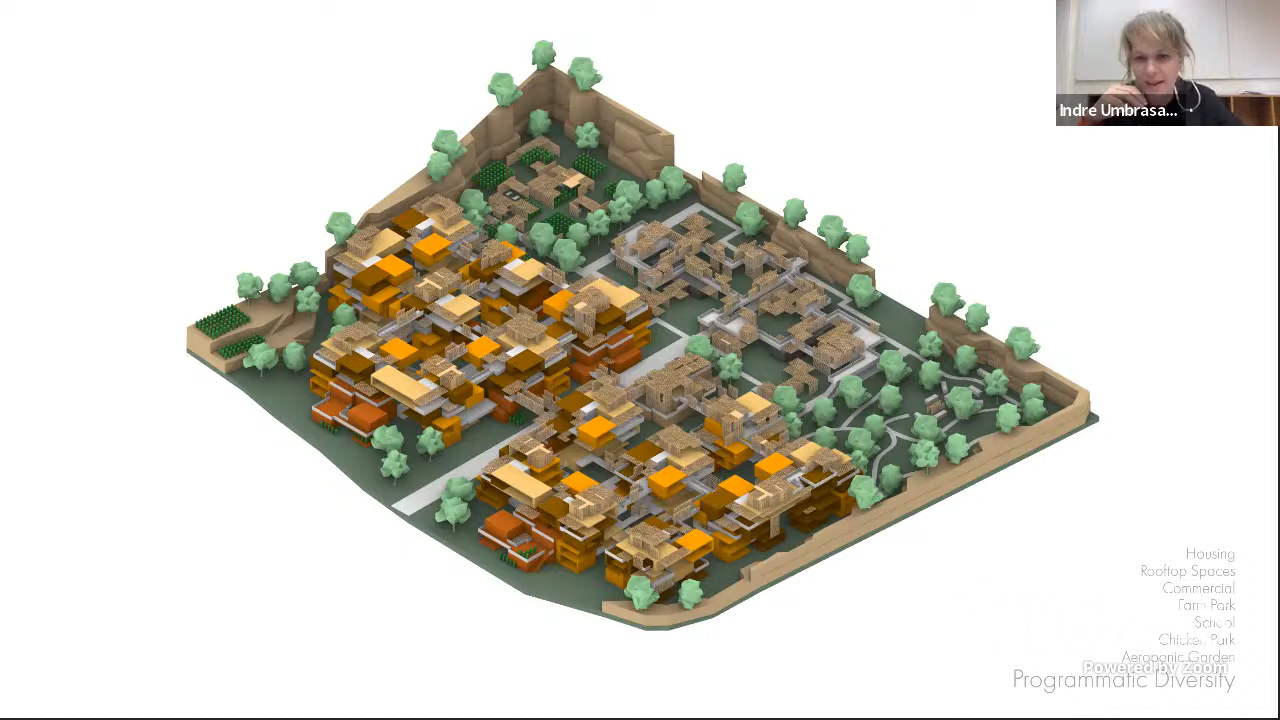 Indre Umbrasa...
Housing
Rooftop Spaces
Commercial
Farm Park
School
Chicken Park
Aeroponic Garden
Powered by Zoom
Programmatic Diversity